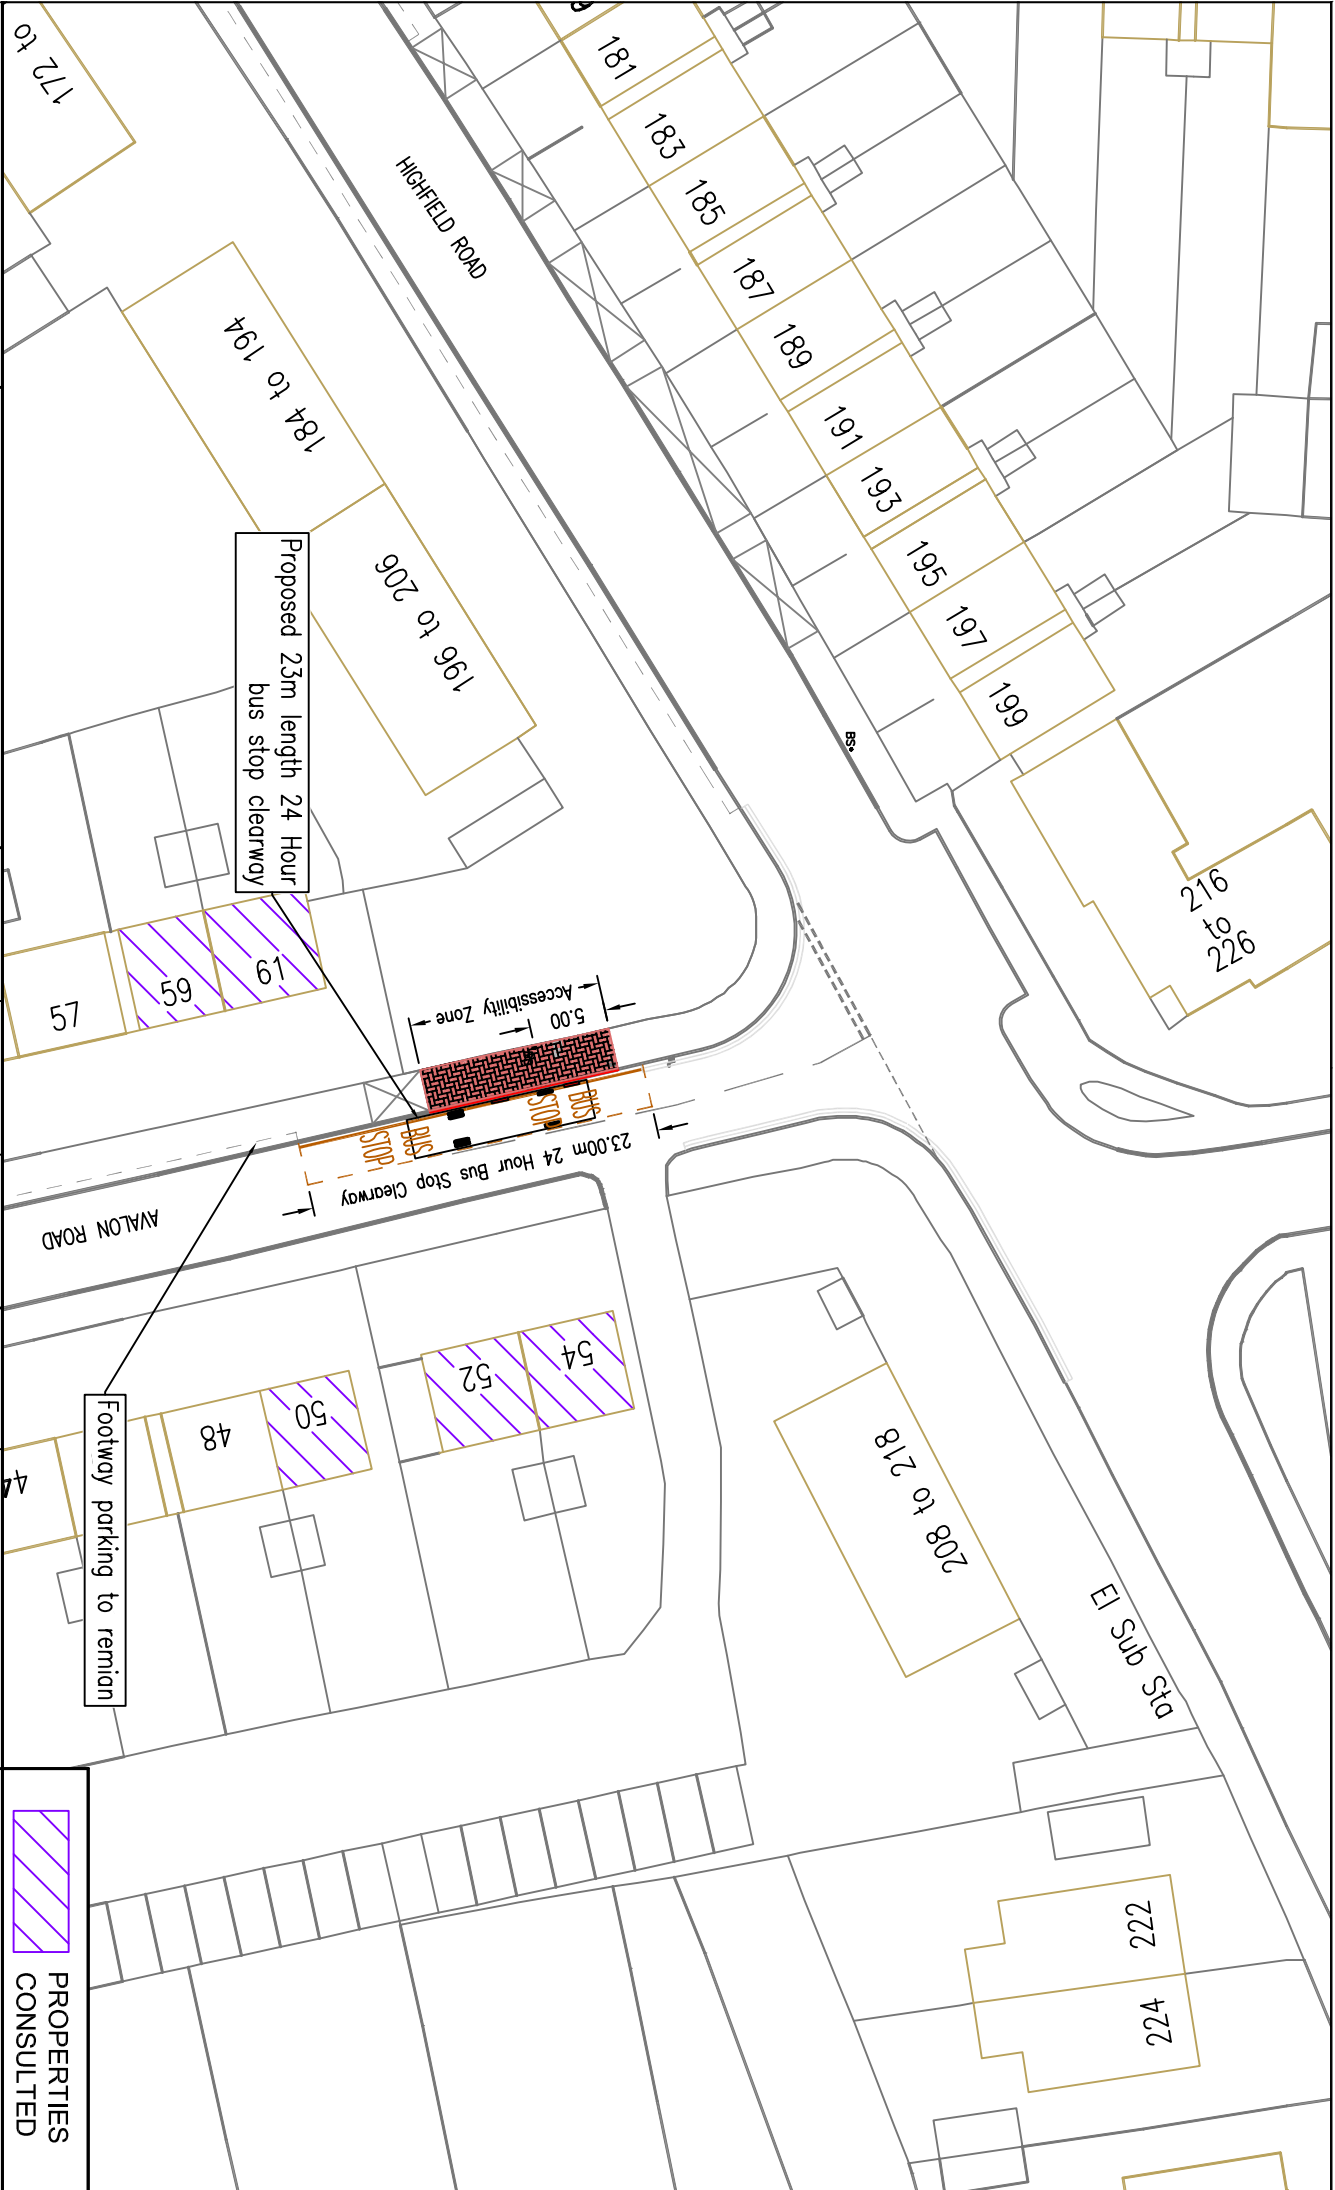 172 to
181
183
185
187
189
191
193
195
197
199
HIGHFIELD ROAD
184 to 194
196 to 206
BS
216
to
226
Proposed 23m length 24 Hour
bus stop clearway
57
59
61
Accessibility Zone
5.00
BUS
STOP
BUS
STOP
23.00m 24 Hour Bus Stop Clearway
AVALON ROAD
54
52
50
48
44
Footway parking to remian
208 to 218
El Sub Sta
222
224
PROPERTIES
CONSULTED